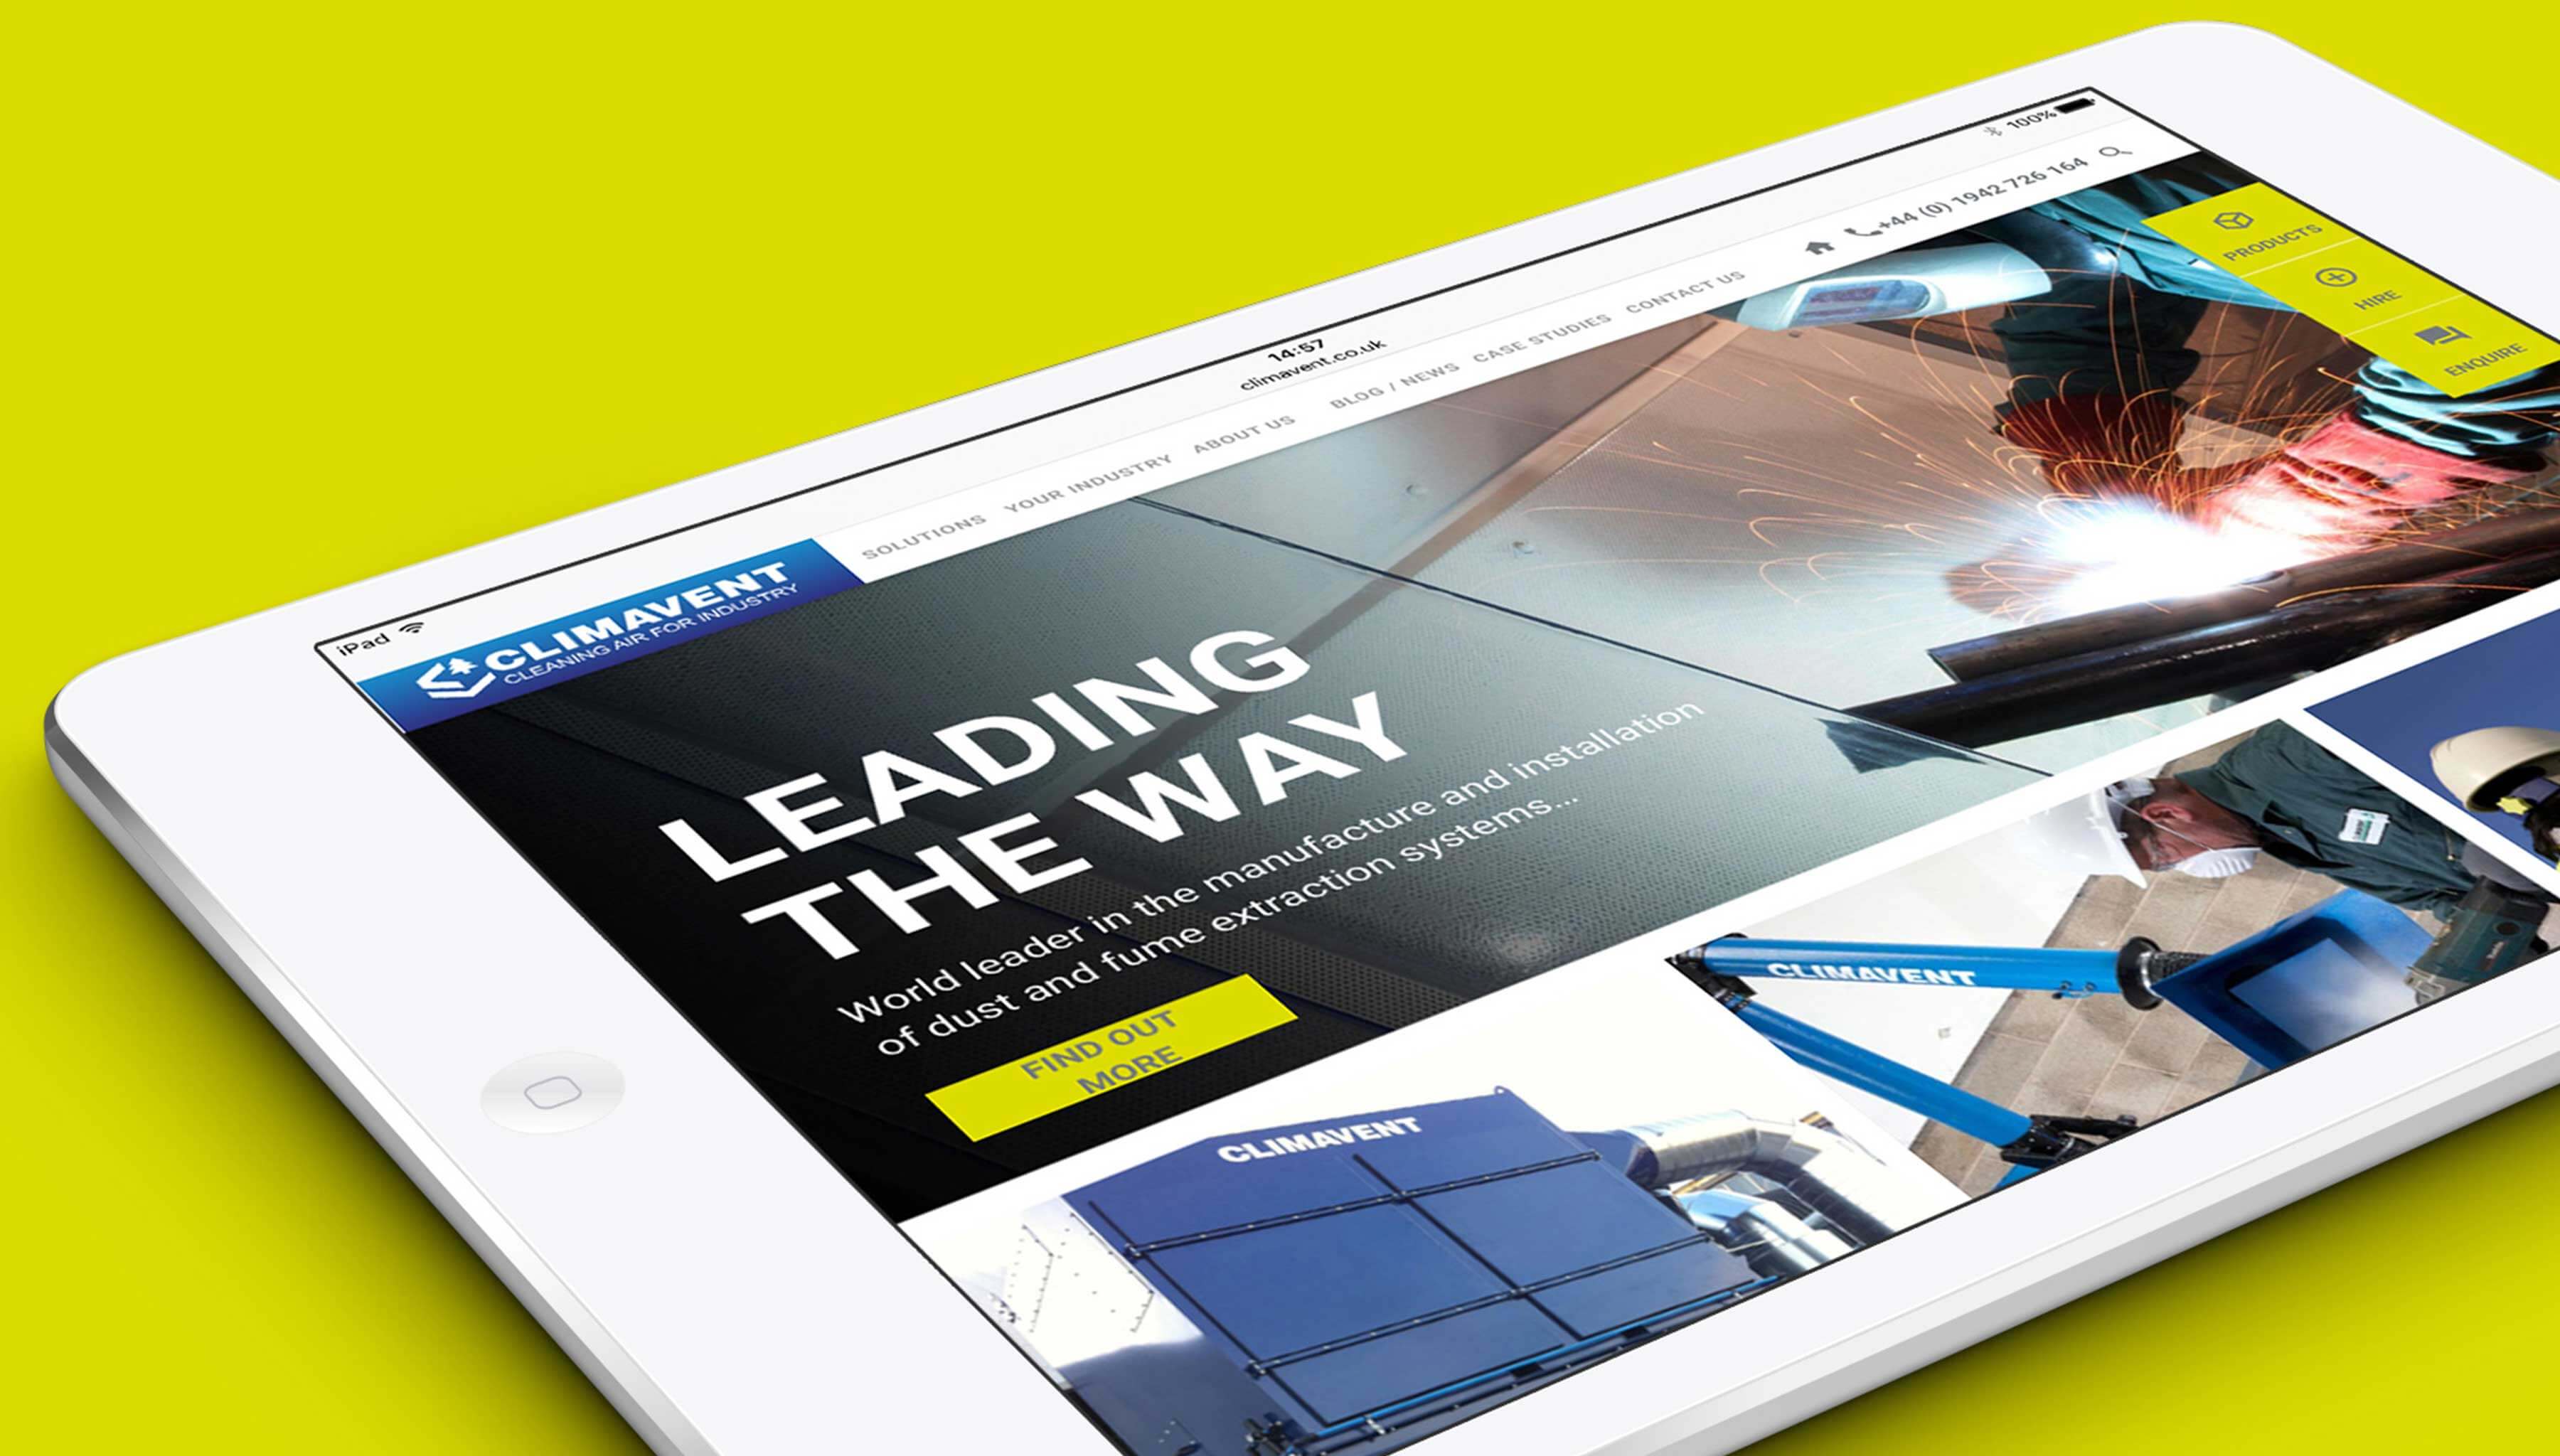 iPad
14:57
100%
climavent.co.uk
CLIMAVENT
CLEANING AIR FOR INDUSTRY
SOLUTIONS YOUR INDUSTRY ABOUT US BLOG / NEWS CASE STUDIES CONTACT US
+44 (0) 1942 726 164
PRODUCTS
HIRE
ENQUIRE
LEADING
THE WAY
World leader in the manufacture and installation
of dust and fume extraction systems...
FIND OUT
MORE
CLIMAVENT
CLIMAVENT